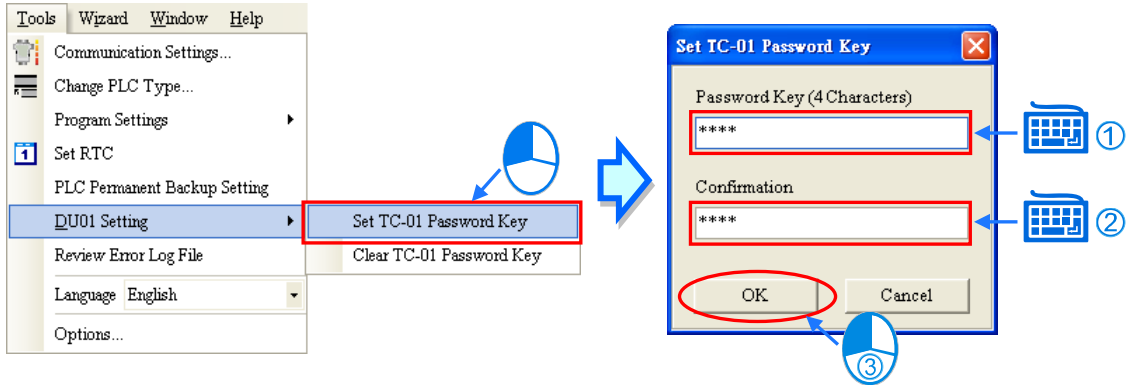 Tools Wizard Window Help
Communication Settings...
Change PLC Type...
Program Settings
1 Set RTC
PLC Permanent Backup Setting
DU01 Setting
Review Error Log File
Language English
Options...
Set TC-01 Password Key
Clear TC-01 Password Key
Set TC-01 Password Key
Password Key (4 Characters)
****
①
Confirmation
****
②
OK Cancel
③